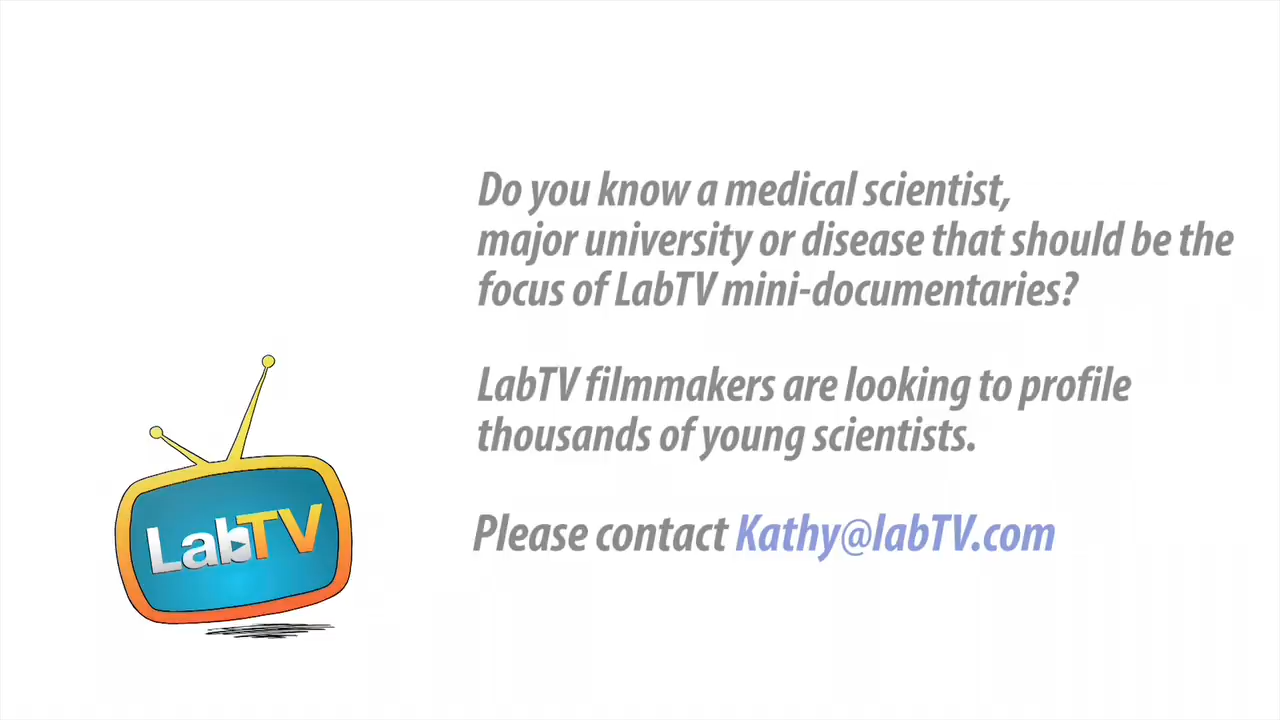 Do you know a medical scientist,
major university or disease that should be the
focus of LabTV mini-documentaries?
LabTV filmmakers are looking to profile
thousands of young scientists.
Please contact Kathy@labTV.com
LabTV